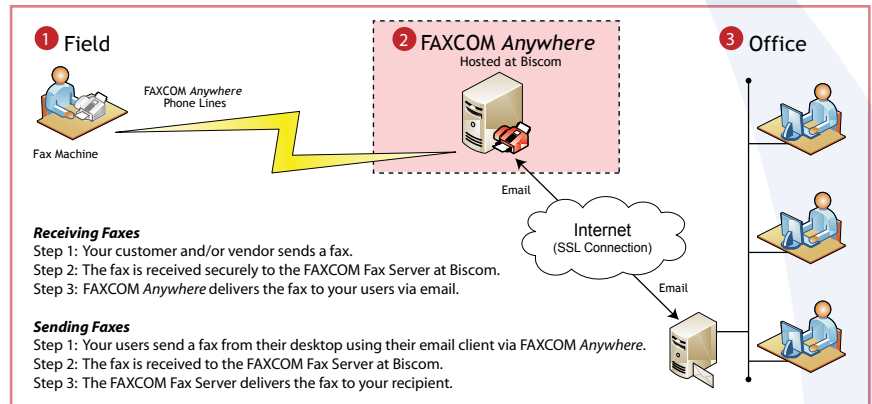 1 Field
2 FAXCOM Anywhere
Hosted at Biscom
3 Office
FAXCOM Anywhere
Phone Lines
Fax Machine
Email
Internet
(SSL Connection)
Email
Receiving Faxes
Step 1: Your customer and/or vendor sends a fax.
Step 2: The fax is received securely to the FAXCOM Fax Server at Biscom.
Step 3: FAXCOM Anywhere delivers the fax to your users via email.
Sending Faxes
Step 1: Your users send a fax from their desktop using their email client via FAXCOM Anywhere.
Step 2: The fax is received to the FAXCOM Fax Server at Biscom.
Step 3: The FAXCOM Fax Server delivers the fax to your recipient.